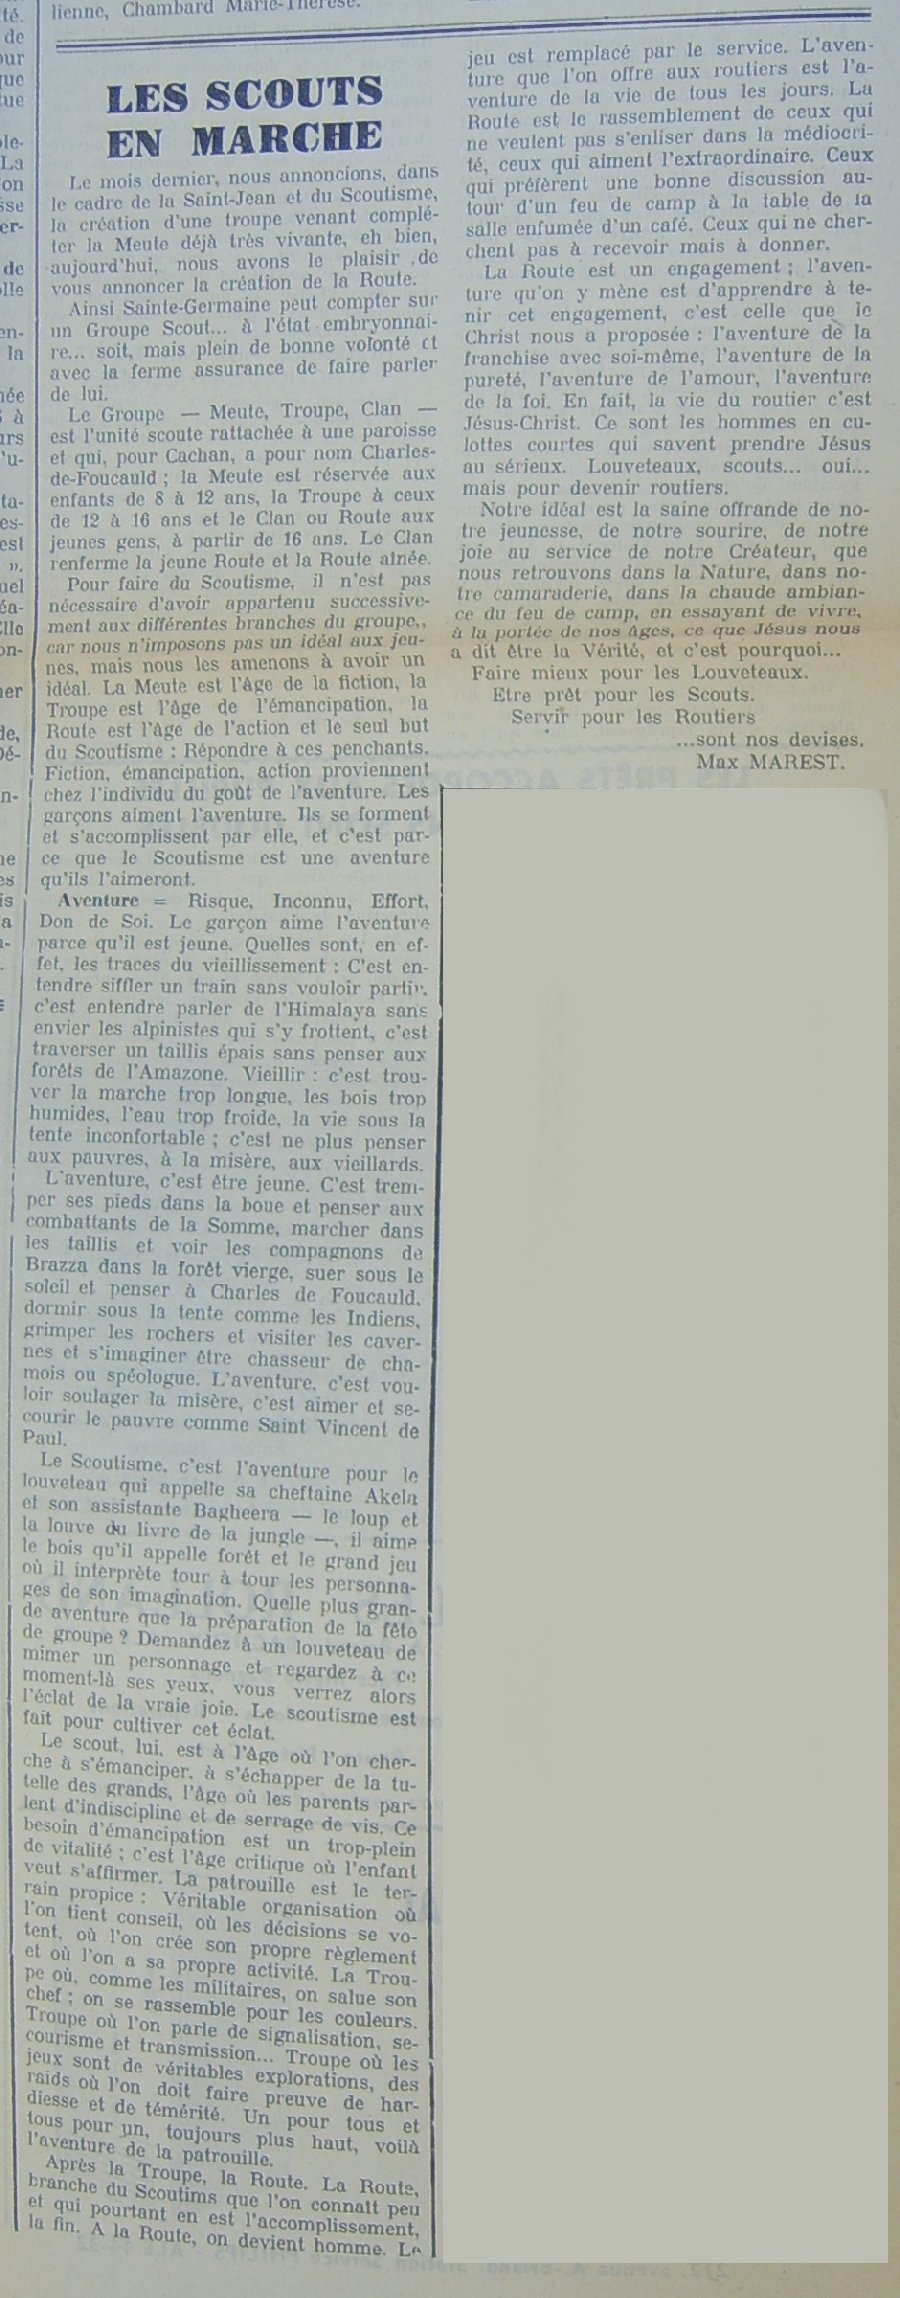 lienne, Chambard Marie-Thérèse.
LES SCOUTS
EN MARCHE
Le mois dernier, nous annoncions, dans
le cadre de la Saint-Jean et du Scoutisme,
la création d'une troupe venant complé-
ter la Meute déjà très vivante, eh bien,
aujourd'hui, nous avons le plaisir de
vous annoncer la création de la Route.
Ainsi Sainte-Germaine peut compter sur
un Groupe Scout... à l'état embryonnai-
re... soit, mais plein de bonne volonté et
avec la ferme assurance de faire parler
de lui.
Le Groupe — Meute, Troupe, Clan —
est l'unité scoute rattachée à une paroisse
et qui, pour Cachan, a pour nom Charles-
de-Foucauld ; la Meute est réservée aux
enfants de 8 à 12 ans, la Troupe à ceux
de 12 à 16 ans et le Clan ou Route aux
jeunes gens, à partir de 16 ans. Le Clan
renferme la jeune Route et la Route aînée.
Pour faire du Scoutisme, il n'est pas
nécessaire d'avoir appartenu successive-
ment aux différentes branches du groupe,,
car nous n'imposons pas un idéal aux jeu-
nes, mais nous les amenons à avoir un
idéal. La Meute est l'âge de la fiction, la
Troupe est l'âge de l'émancipation, la
Route est l'âge de l'action et le seul but
du Scoutisme : Répondre à ces penchants.
Fiction, émancipation, action proviennent
chez l'individu du goût de l'aventure. Les
garçons aiment l'aventure. Ils se forment
et s'accomplissent par elle, et c'est par-
ce que le Scoutisme est une aventure
qu'ils l'aimeront.
Aventure = Risque, Inconnu, Effort,
Don de Soi. Le garçon aime l'aventure
parce qu'il est jeune. Quelles sont, en ef-
fet, les traces du vieillissement : C'est en-
tendre siffler un train sans vouloir partir,
c'est entendre parler de l'Himalaya sans
envier les alpinistes qui s'y frottent, c'est
traverser un taillis épais sans penser aux
forêts de l'Amazone. Vieillir : c'est trou-
ver la marche trop longue, les bois trop
humides, l'eau trop froide, la vie sous la
tente inconfortable ; c'est ne plus penser
aux pauvres, à la misère, aux vieillards.
L'aventure, c'est être jeune. C'est trem-
per ses pieds dans la boue et penser aux
combattants de la Somme, marcher dans
les taillis et voir les compagnons de
Brazza dans la forêt vierge, suer sous le
soleil et penser à Charles de Foucauld,
dormir sous la tente comme les Indiens,
grimper les rochers et visiter les caver-
nes et s'imaginer être chasseur de cha-
mois ou spéologue. L'aventure, c'est vou-
loir soulager la misère, c'est aimer et se-
courir le pauvre comme Saint Vincent de
Paul.
Le Scoutisme, c'est l'aventure pour le
louveteau qui appelle sa cheftaine Akela
et son assistante Bagheera — le loup et
la louve du livre de la jungle —, il aime
le bois qu'il appelle forêt et le grand jeu
où il interprète tour à tour les personna-
ges de son imagination. Quelle plus gran-
de aventure que la préparation de la fête
de groupe ? Demandez à un louveteau de
mimer un personnage et regardez à ce
moment-là ses yeux, vous verrez alors
l'éclat de la vraie joie. Le scoutisme est
fait pour cultiver cet éclat.
Le scout, lui, est à l'âge où l'on cher-
che à s'émanciper, à s'échapper de la tu-
telle des grands, l'âge où les parents par-
lent d'indiscipline et de serrage de vis. Ce
besoin d'émancipation est un trop-plein
de vitalité ; c'est l'âge critique où l'enfant
veut s'affirmer. La patrouille est le ter-
rain propice : Véritable organisation où
l'on tient conseil, où les décisions se vo-
tent, où l'on crée son propre règlement
et où l'on a sa propre activité. La Trou-
pe où, comme les militaires, on salue son
chef ; on se rassemble pour les couleurs.
Troupe où l'on parle de signalisation, se-
courisme et transmission... Troupe où les
jeux sont de véritables explorations, des
raids où l'on doit faire preuve de har-
diesse et de témérité. Un pour tous et
tous pour un, toujours plus haut, voilà
l'aventure de la patrouille.
Après la Troupe, la Route. La Route,
branche du Scoutims que l'on connaît peu
et qui pourtant en est l'accomplissement,
la fin. A la Route, on devient homme. Le
jeu est remplacé par le service. L'aven-
ture que l'on offre aux routiers est l'a-
venture de la vie de tous les jours. La
Route est le rassemblement de ceux qui
ne veulent pas s'enliser dans la médiocri-
té, ceux qui aiment l'extraordinaire. Ceux
qui préfèrent une bonne discussion au-
tour d'un feu de camp à la table de la
salle enfumée d'un café. Ceux qui ne cher-
chent pas à recevoir mais à donner.
La Route est un engagement ; l'aven-
ture qu'on y mène est d'apprendre à te-
nir cet engagement, c'est celle que le
Christ nous a proposée : l'aventure de la
franchise avec soi-même, l'aventure de la
pureté, l'aventure de l'amour, l'aventure
de la foi. En fait, la vie du routier c'est
Jésus-Christ. Ce sont les hommes en cu-
lottes courtes qui savent prendre Jésus
au sérieux. Louveteaux, scouts... oui...
mais pour devenir routiers.
Notre idéal est la saine offrande de no-
tre jeunesse, de notre sourire, de notre
joie au service de notre Créateur, que
nous retrouvons dans la Nature, dans no-
tre camaraderie, dans la chaude ambian-
ce du feu de camp, en essayant de vivre,
à la portée de nos âges, ce que Jésus nous
a dit être la Vérité, et c'est pourquoi...
Faire mieux pour les Louveteaux.
Etre prêt pour les Scouts.
Servir pour les Routiers
...sont nos devises.
Max MAREST.